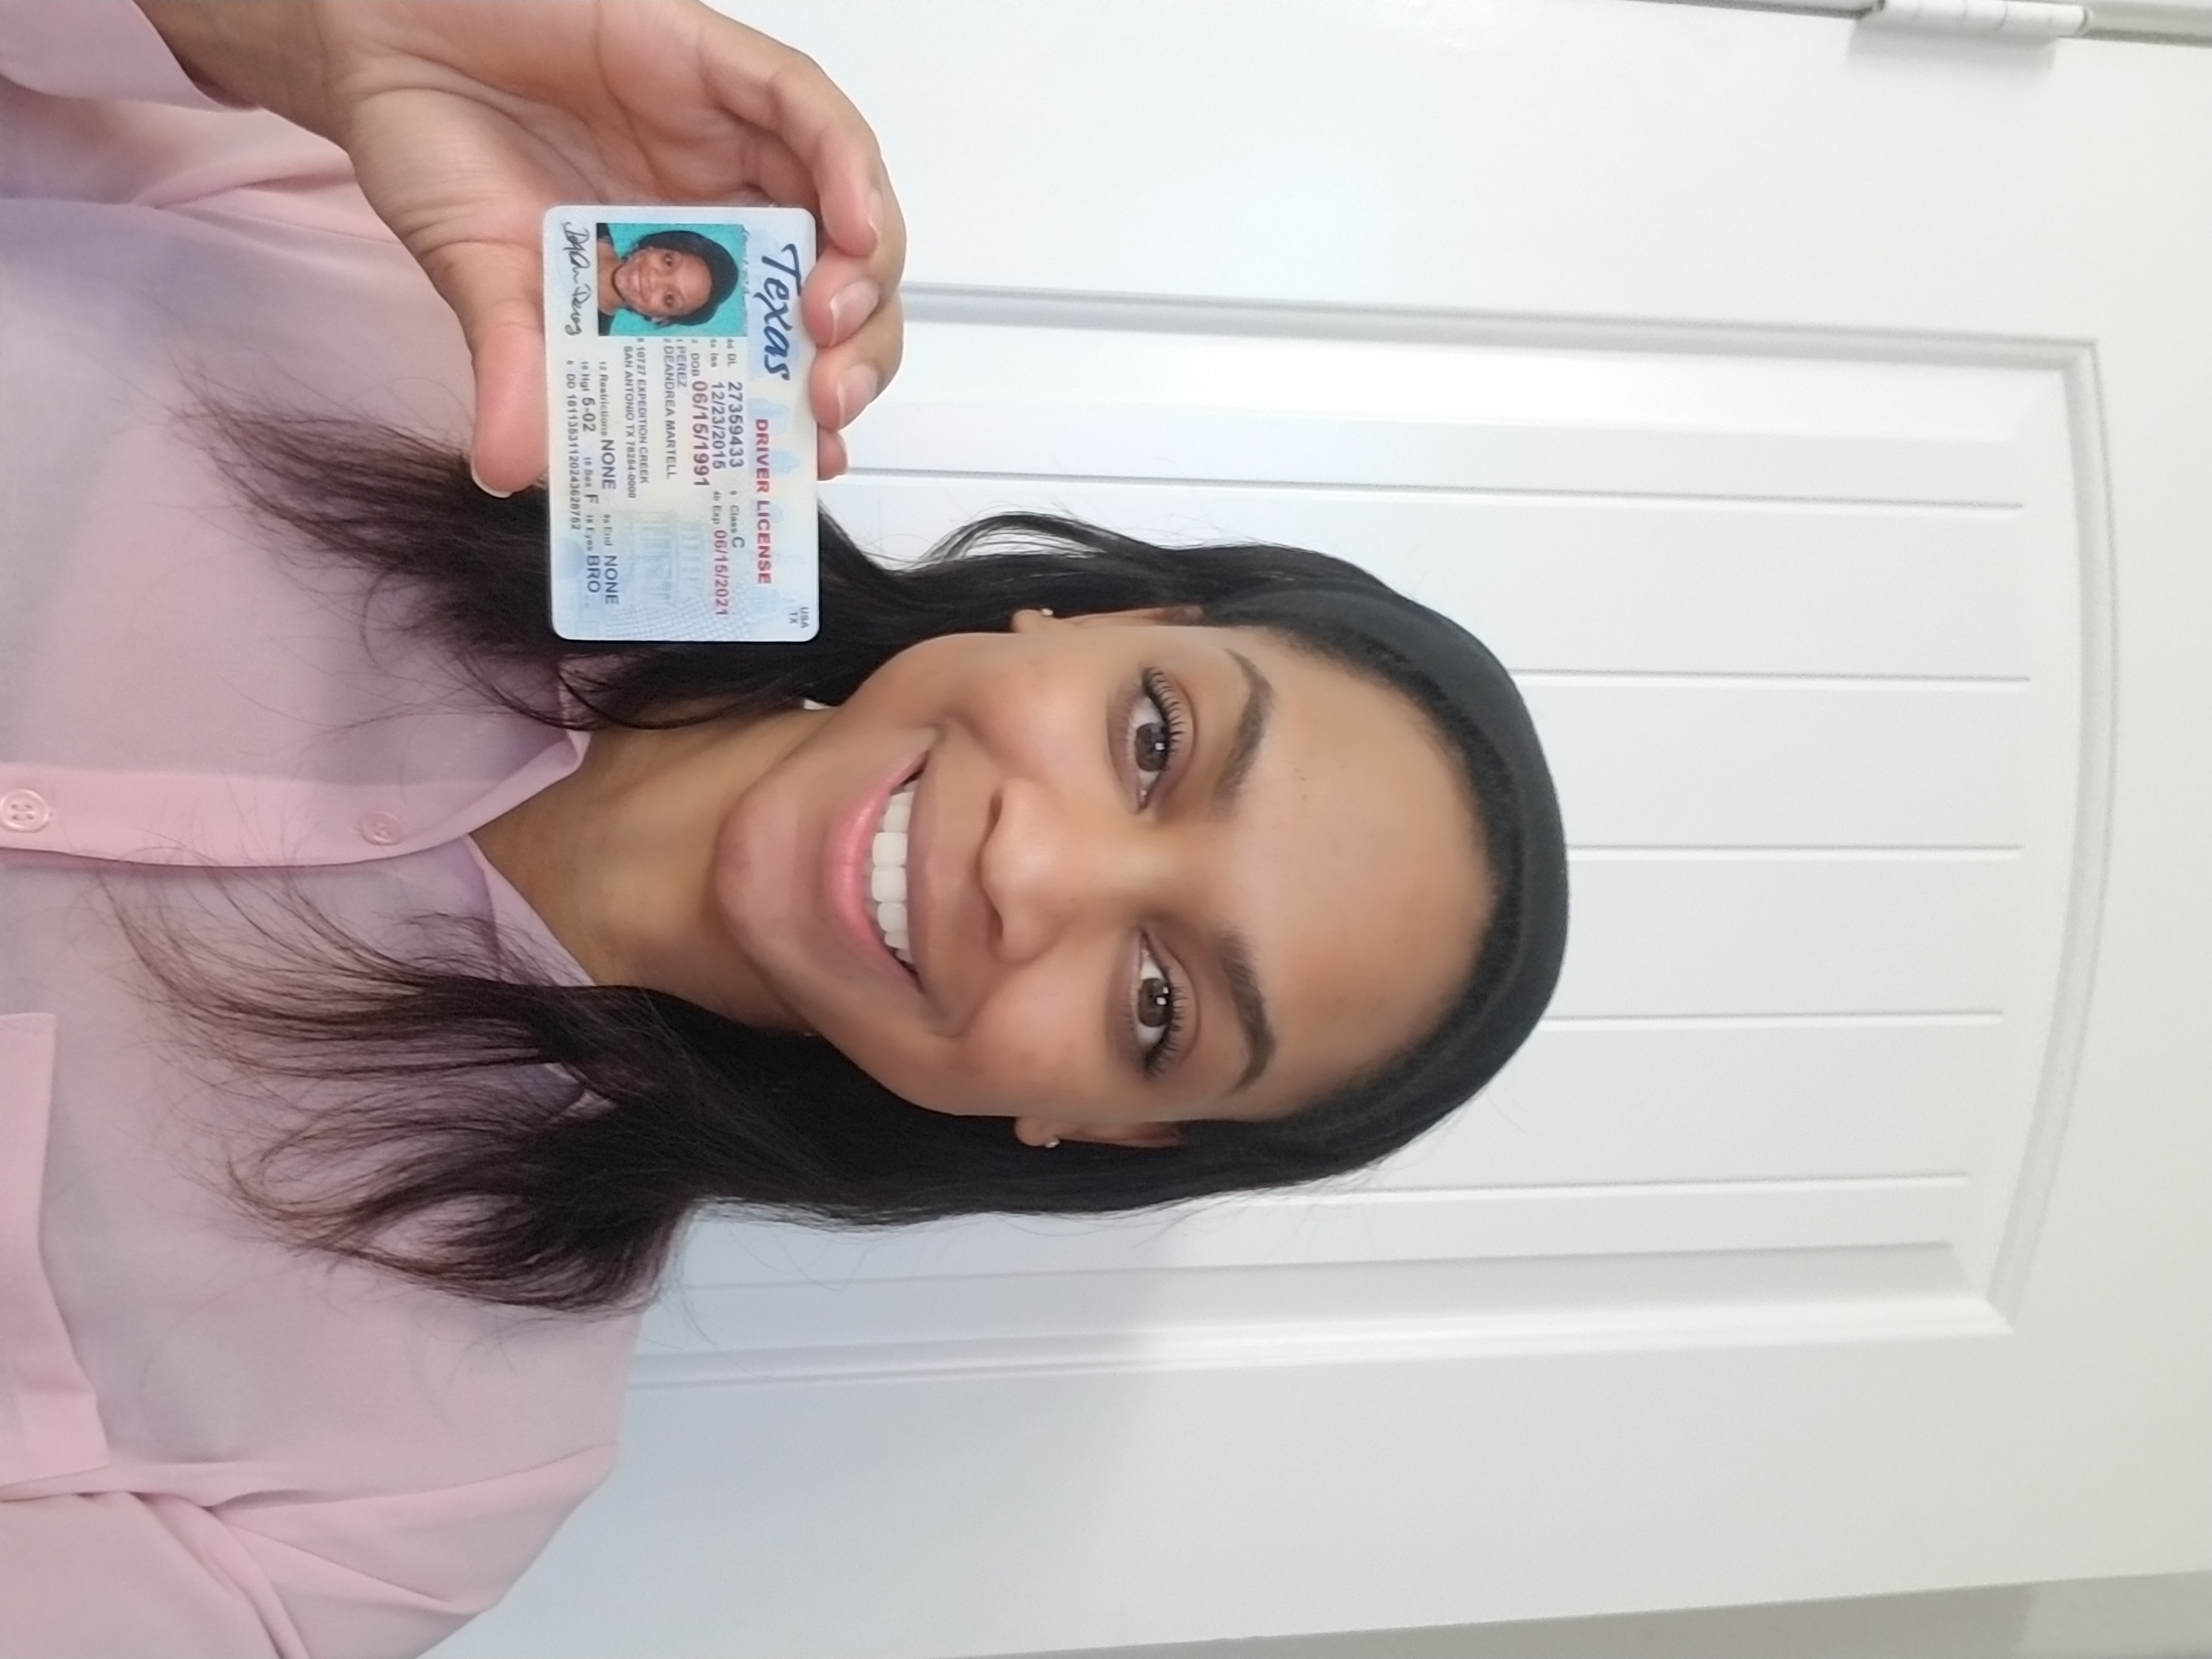 Texas
USA
TX
DRIVER LICENSE
4d DL 27359433 9 Class C
4a Iss 12/23/2015 4b Exp 06/15/2021
3 DOB 06/15/1991
1 PEREZ
2 DEANDREA MARTELL
8 10727 EXPEDITION CREEK
SAN ANTONIO TX 78254-0000
12 Restrictions NONE 9a End NONE
16 Hgt 5-02 15 Sex F 18 Eyes BRO
5 DD 18113531120243628752